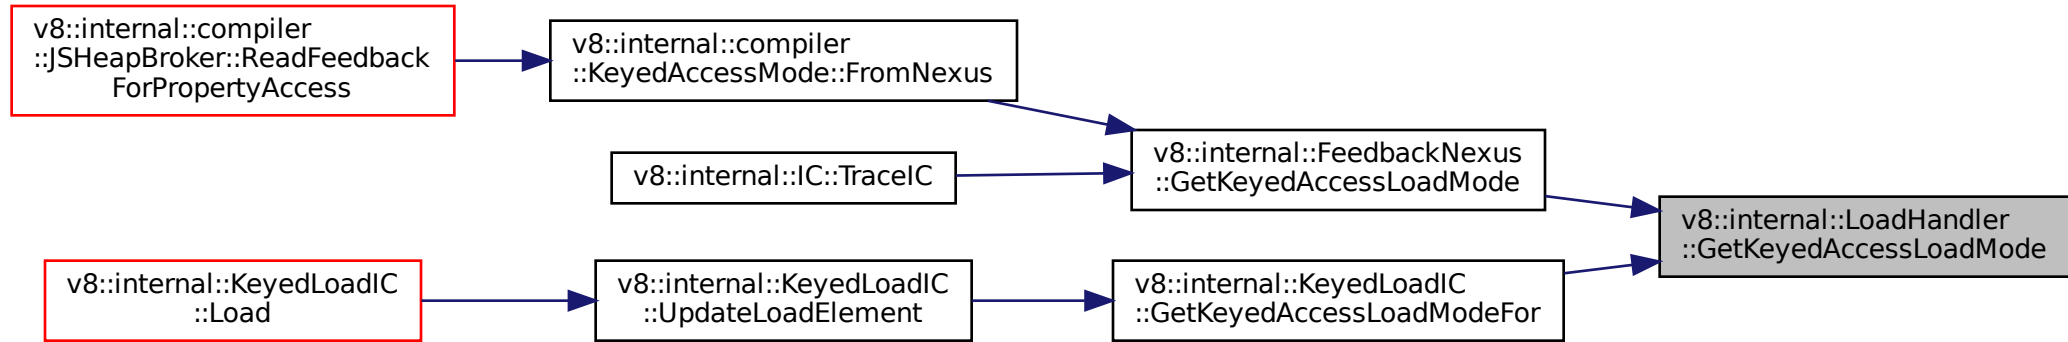 v8::internal::compiler
::JSHeapBroker::ReadFeedback
ForPropertyAccess
v8::internal::compiler
::KeyedAccessMode::FromNexus
v8::internal::IC::TraceIC
v8::internal::FeedbackNexus
::GetKeyedAccessLoadMode
v8::internal::LoadHandler
::GetKeyedAccessLoadMode
v8::internal::KeyedLoadIC
::Load
v8::internal::KeyedLoadIC
::UpdateLoadElement
v8::internal::KeyedLoadIC
::GetKeyedAccessLoadModeFor